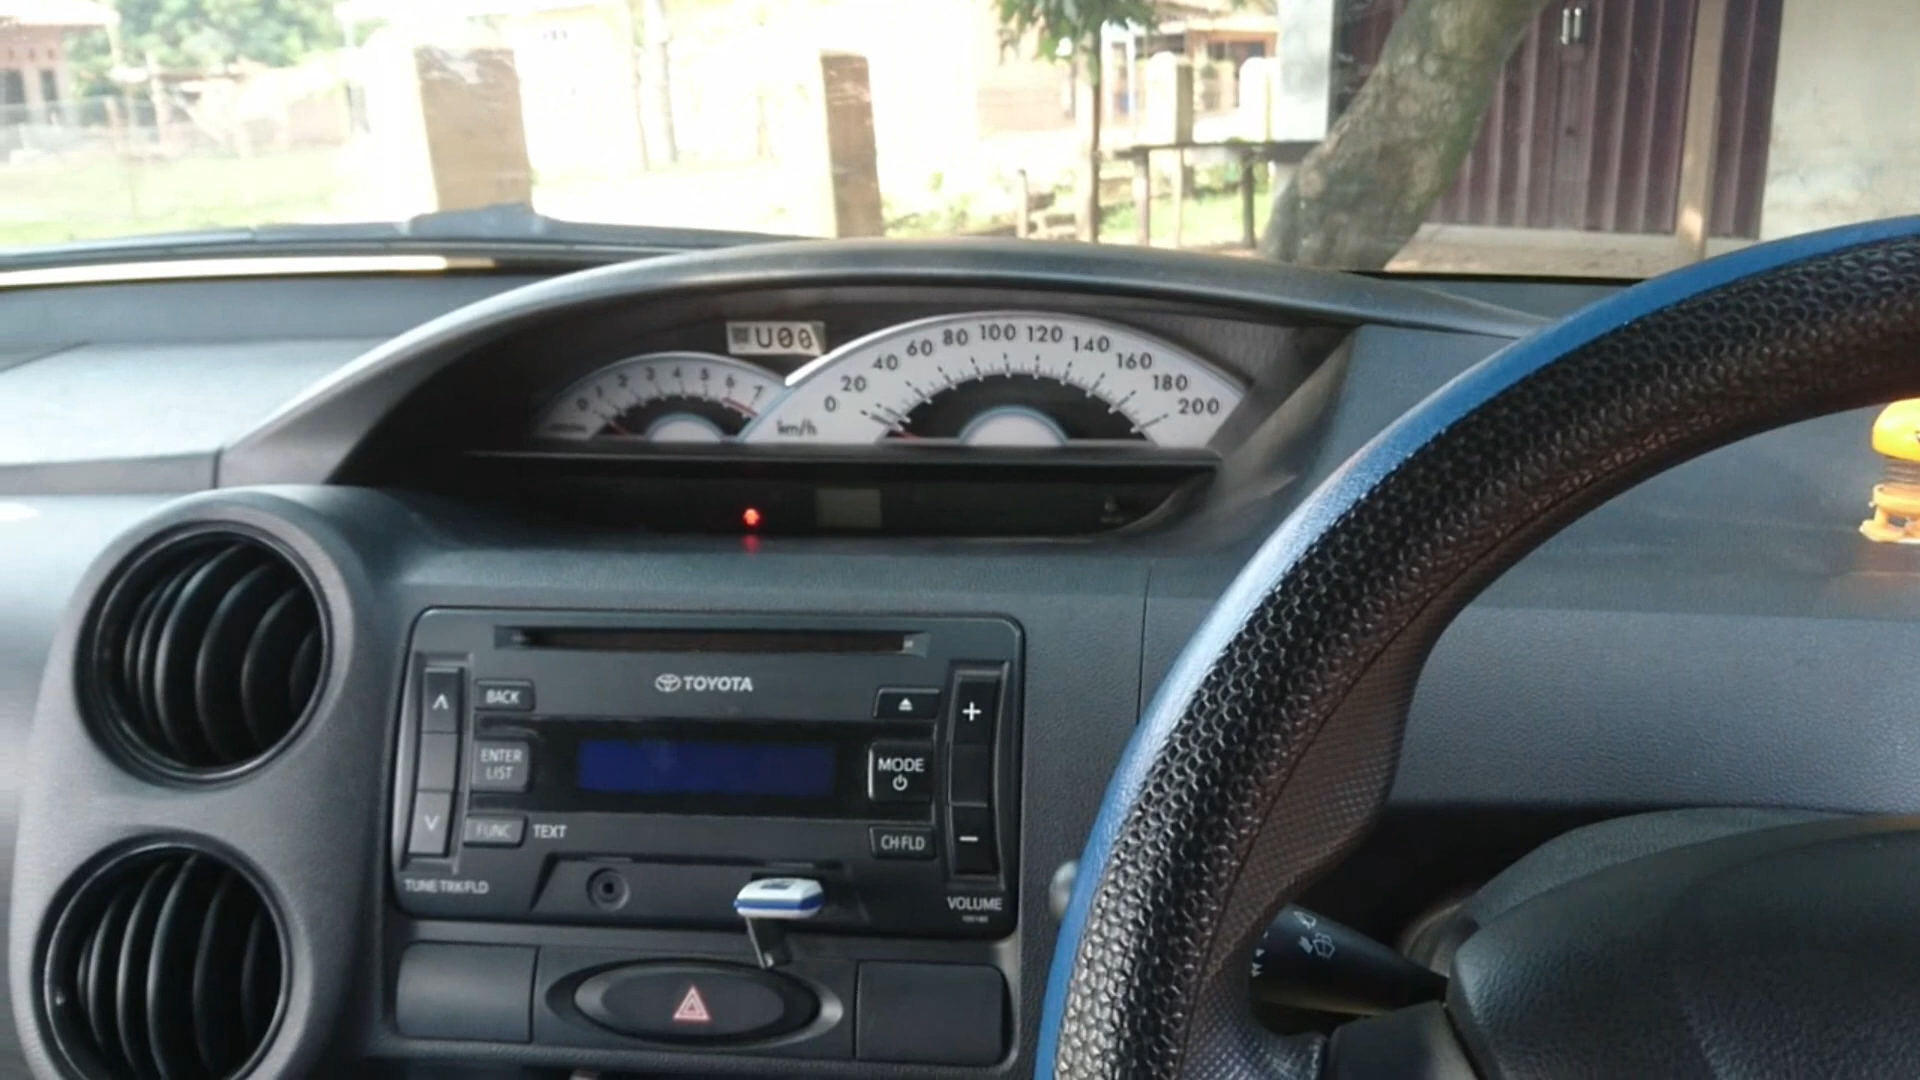 U00
0 1 2 3 4 5 6 7
0 20 40 60 80 100 120 140 160 180 200
km/h
TOYOTA
BACK
ENTER
LIST
MODE
FUNC
TEXT
CH·FLD
TUNE·TRK/FLD
VOLUME
+
−